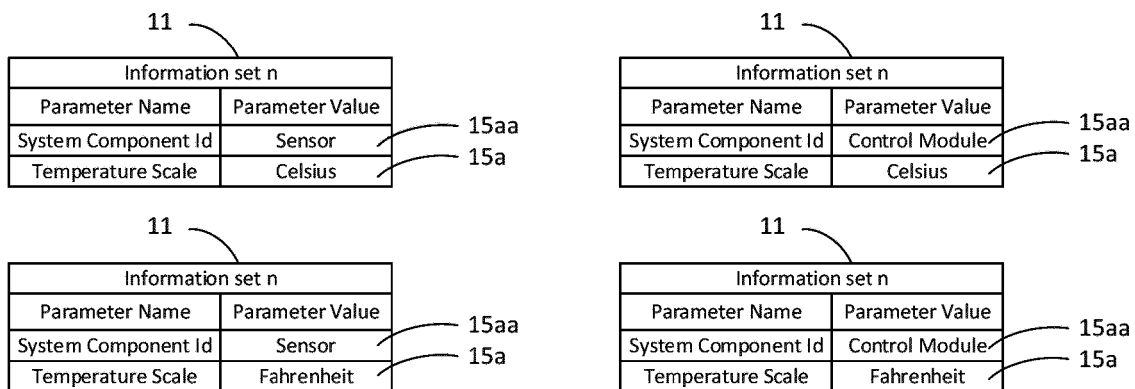 11
Information set n
Parameter Name Parameter Value
System Component Id Sensor 15aa
Temperature Scale Celsius 15a
11
Information set n
Parameter Name Parameter Value
System Component Id Control Module 15aa
Temperature Scale Celsius 15a
11
Information set n
Parameter Name Parameter Value
System Component Id Sensor 15aa
Temperature Scale Fahrenheit 15a
11
Information set n
Parameter Name Parameter Value
System Component Id Control Module 15aa
Temperature Scale Fahrenheit 15a